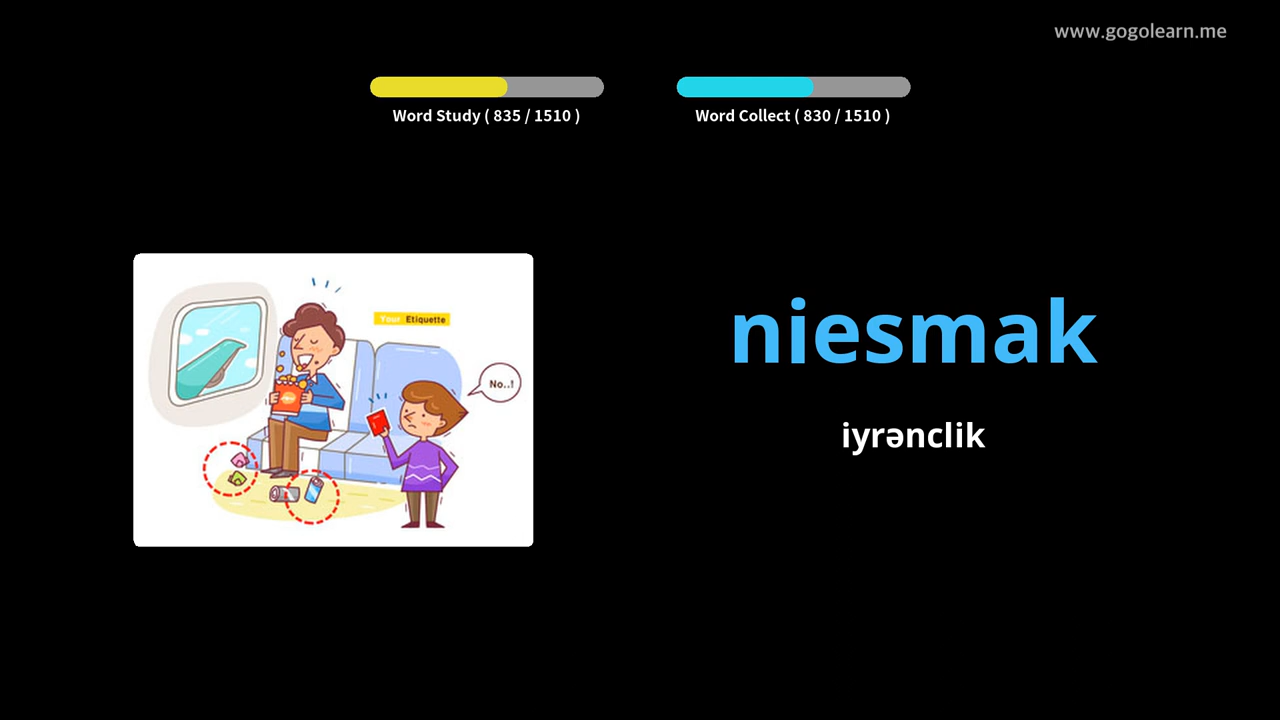 www.gogolearn.me
Word Study ( 835 / 1510 )
Word Collect ( 830 / 1510 )
Your Etiquette
No..!
niesmak
iyrənclik